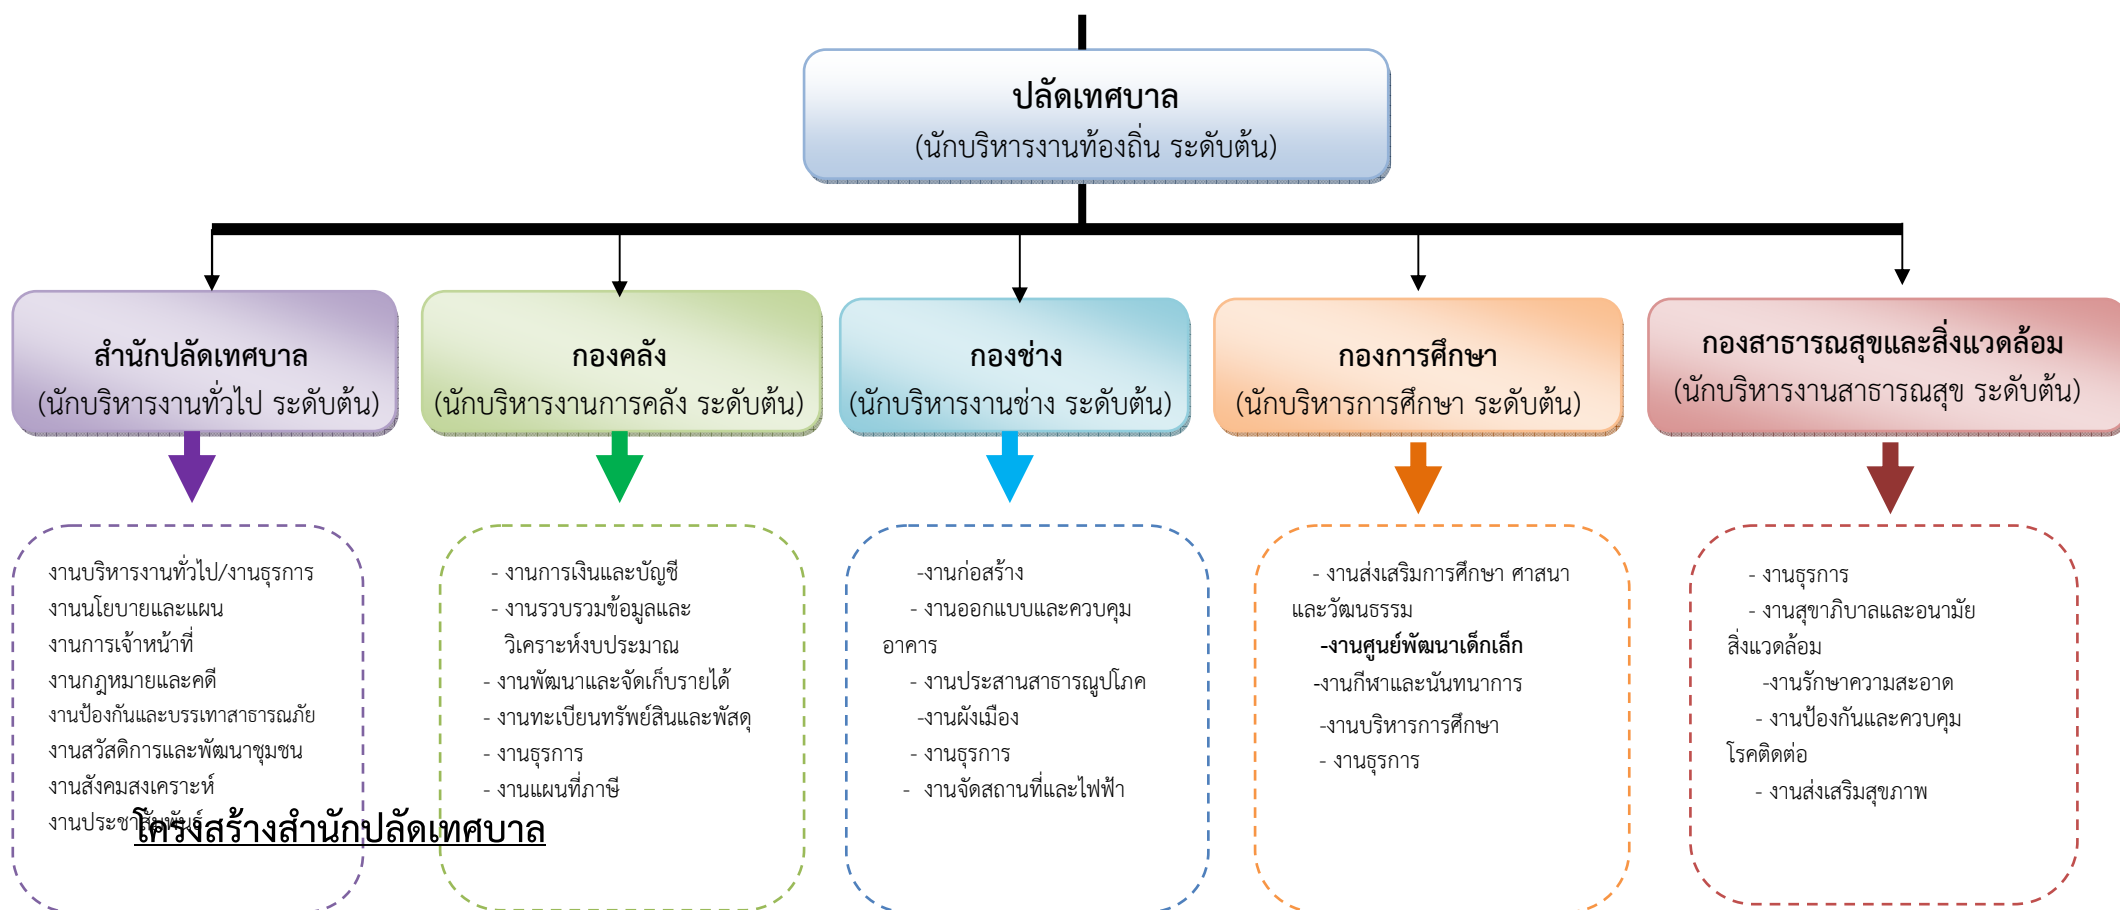 ปลัดเทศบาล
(นักบริหารงานท้องถิ่น ระดับต้น)
สำนักปลัดเทศบาล
(นักบริหารงานทั่วไป ระดับต้น)
กองคลัง
(นักบริหารงานการคลัง ระดับต้น)
กองช่าง
(นักบริหารงานช่าง ระดับต้น)
กองการศึกษา
(นักบริหารการศึกษา ระดับต้น)
กองสาธารณสุขและสิ่งแวดล้อม
(นักบริหารงานสาธารณสุข ระดับต้น)
งานบริหารงานทั่วไป/งานธุรการ
งานนโยบายและแผน
งานการเจ้าหน้าที่
งานกฎหมายและคดี
งานป้องกันและบรรเทาสาธารณภัย
งานสวัสดิการและพัฒนาชุมชน
งานสังคมสงเคราะห์
งานประชาสัมพันธ์
- งานการเงินและบัญชี
- งานรวบรวมข้อมูลและ
วิเคราะห์งบประมาณ
- งานพัฒนาและจัดเก็บรายได้
- งานทะเบียนทรัพย์สินและพัสดุ
- งานธุรการ
- งานแผนที่ภาษี
-งานก่อสร้าง
- งานออกแบบและควบคุม
อาคาร
- งานประสานสาธารณูปโภค
-งานผังเมือง
- งานธุรการ
- งานจัดสถานที่และไฟฟ้า
- งานส่งเสริมการศึกษา ศาสนา
และวัฒนธรรม
-งานศูนย์พัฒนาเด็กเล็ก
-งานกีฬาและนันทนาการ
-งานบริหารการศึกษา
- งานธุรการ
- งานธุรการ
- งานสุขาภิบาลและอนามัย
สิ่งแวดล้อม
-งานรักษาความสะอาด
- งานป้องกันและควบคุม
โรคติดต่อ
- งานส่งเสริมสุขภาพ
โครงสร้างสำนักปลัดเทศบาล